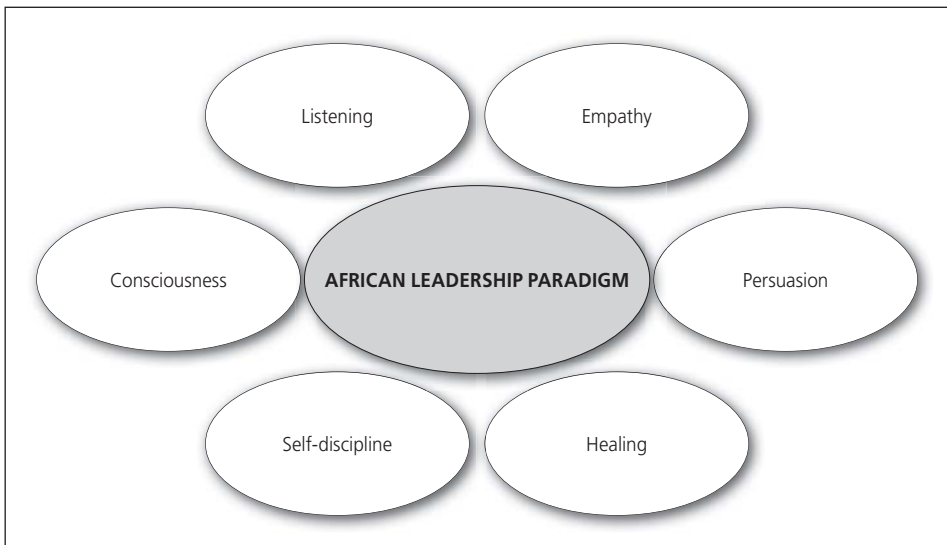 Listening
Empathy
Consciousness
AFRICAN LEADERSHIP PARADIGM
Persuasion
Self-discipline
Healing